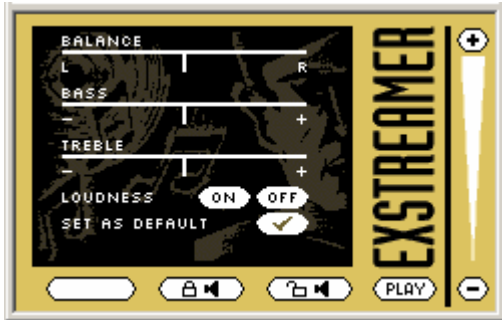 BALANCE
L R
BASS
- +
TREBLE
- +
LOUDNESS ON OFF
SET AS DEFAULT
EXSTREAMER
+
PLAY -